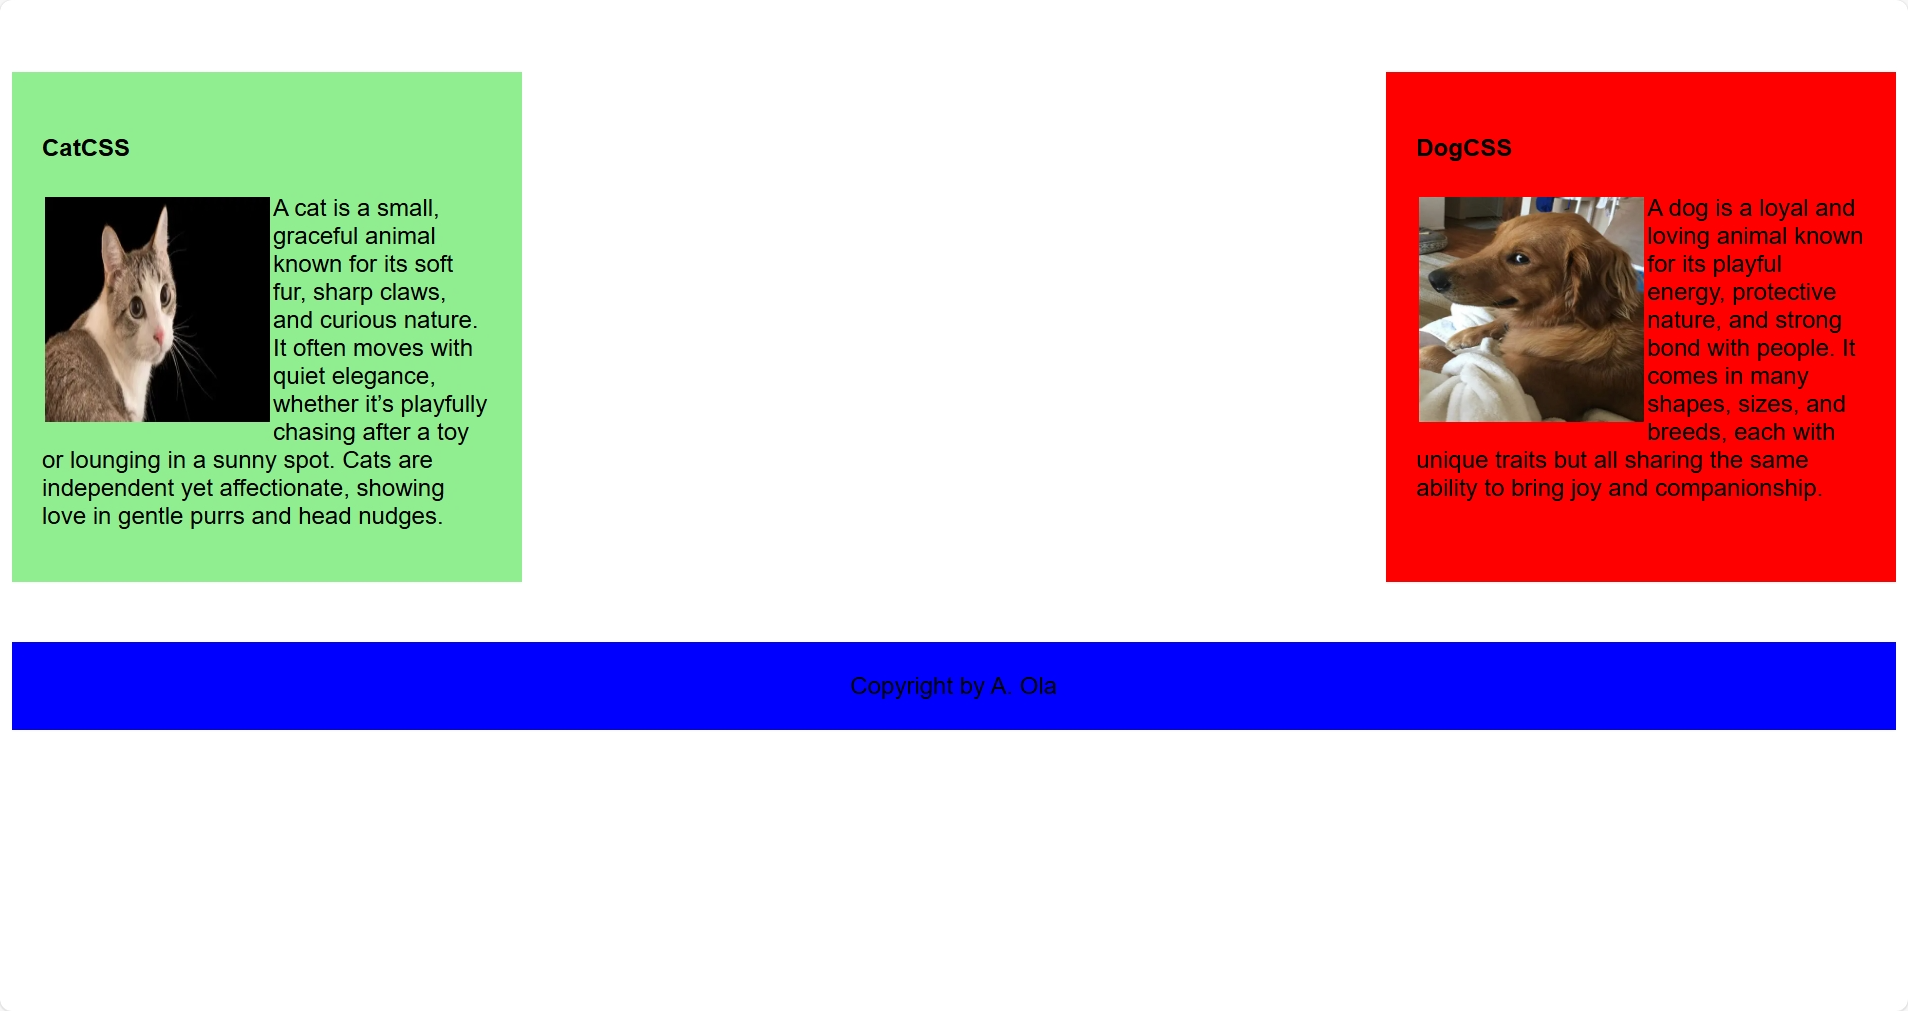 CatCSS
A cat is a small,
graceful animal
known for its soft
fur, sharp claws,
and curious nature.
It often moves with
quiet elegance,
whether it’s playfully
chasing after a toy
or lounging in a sunny spot. Cats are
independent yet affectionate, showing
love in gentle purrs and head nudges.
DogCSS
A dog is a loyal and
loving animal known
for its playful
energy, protective
nature, and strong
bond with people. It
comes in many
shapes, sizes, and
breeds, each with
unique traits but all sharing the same
ability to bring joy and companionship.
Copyright by A. Ola